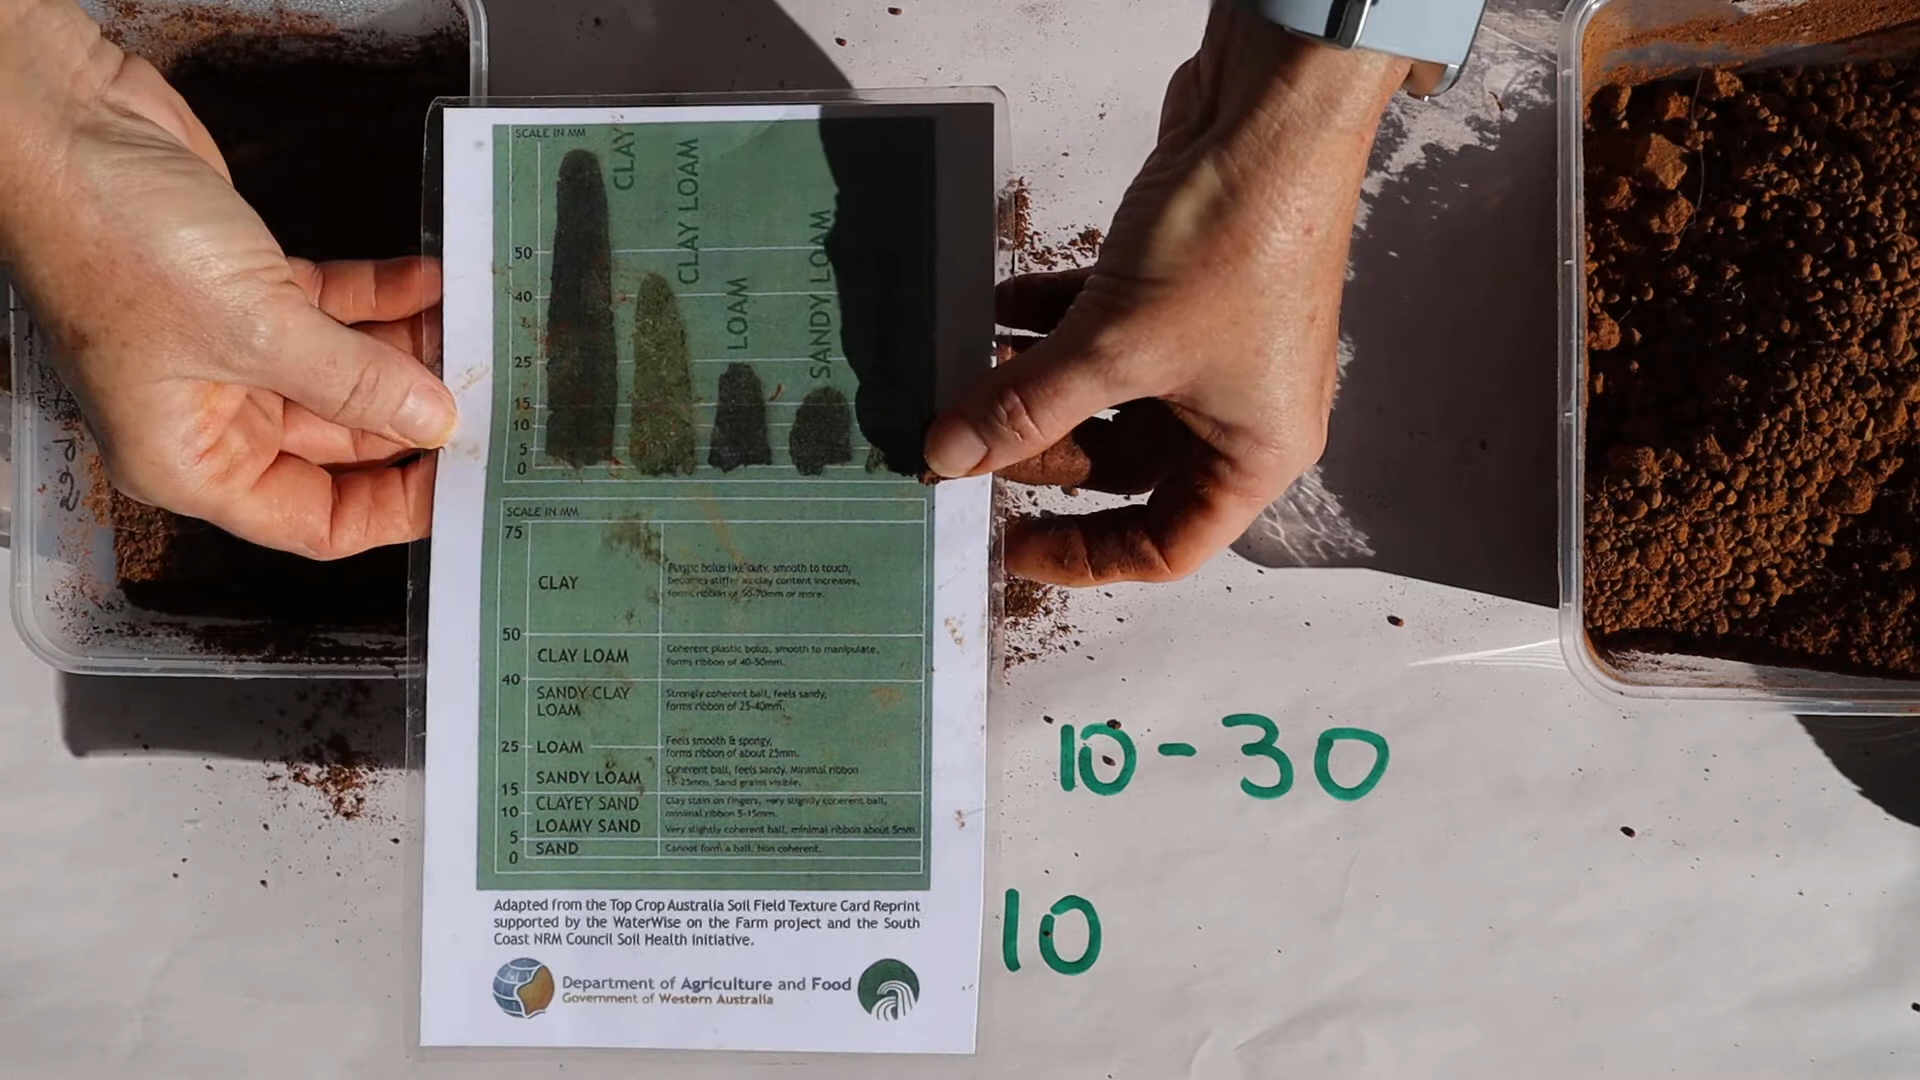 SCALE IN MM
CLAY
CLAY LOAM
LOAM
SANDY LOAM
50
40
25
15
10
5
0
SCALE IN MM
75
50
40
25
15
10
5
0
CLAY
Plastic bolus like putty, smooth to touch,
becomes stiffer as clay content increases,
forms ribbon of 50-70mm or more.
CLAY LOAM
Coherent plastic bolus, smooth to manipulate,
forms ribbon of 40-50mm.
SANDY CLAY
LOAM
Strongly coherent ball, feels sandy,
forms ribbon of 25-40mm.
LOAM
Feels smooth & spongy,
forms ribbon of about 25mm.
SANDY LOAM
Coherent ball, feels sandy. Minimal ribbon
15-25mm. Sand grains visible.
CLAYEY SAND
Clay stain on fingers, very slightly coherent ball,
minimal ribbon 5-15mm.
LOAMY SAND
Very slightly coherent ball, minimal ribbon about 5mm.
SAND
Cannot form a ball. Non coherent.
Adapted from the Top Crop Australia Soil Field Texture Card Reprint
supported by the WaterWise on the Farm project and the South
Coast NRM Council Soil Health Initiative.
Department of Agriculture and Food
Government of Western Australia
10-30
10